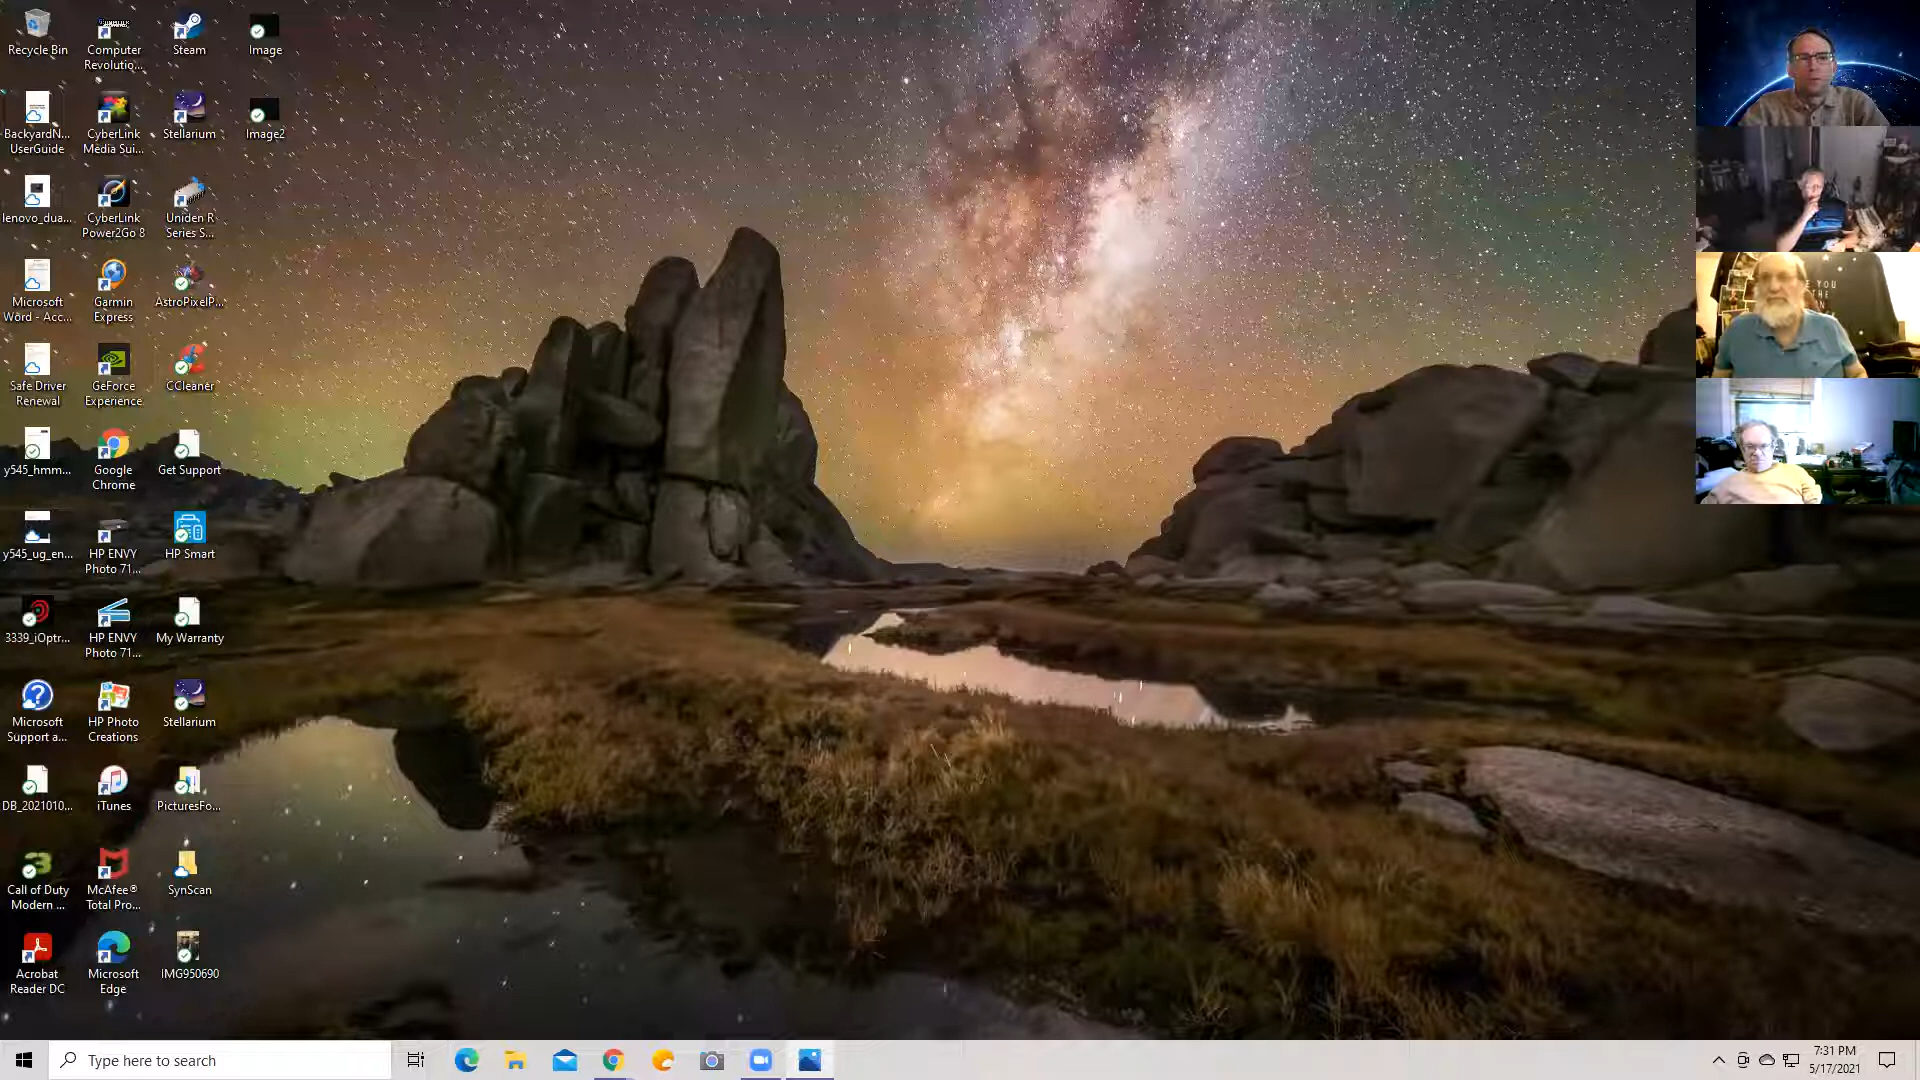 Recycle Bin
Computer
Revolutio...
Steam
Image
BackyardN...
UserGuide
CyberLink
Media Sui...
Stellarium
Image2
lenovo_dua...
CyberLink
Power2Go 8
Uniden R
Series S...
Microsoft
Word - Acc...
Garmin
Express
AstroPixelP...
Safe Driver
Renewal
GeForce
Experience
CCleaner
y545_hmm...
Google
Chrome
Get Support
y545_ug_en...
HP ENVY
Photo 71...
HP Smart
3339_iOptr...
HP ENVY
Photo 71...
My Warranty
Microsoft
Support a...
HP Photo
Creations
Stellarium
DB_2021010...
iTunes
PicturesFo...
Call of Duty
Modern ...
McAfee®
Total Pro...
SynScan
Acrobat
Reader DC
Microsoft
Edge
IMG950690
YOU
THE
Type here to search
7:31 PM
5/17/2021